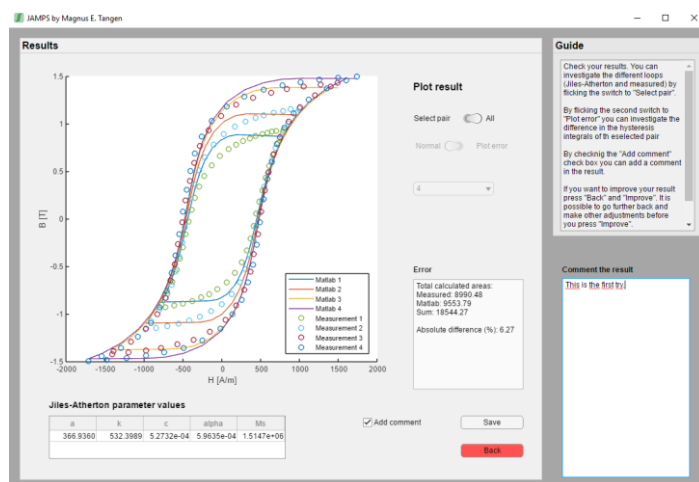 JAMPS by Magnus E. Tangen
Results
1.5
1
0.5
0
-0.5
-1
-1.5
B [T]
-2000 -1500 -1000 -500 0 500 1000 1500 2000
H [A/m]
Matlab 1
Matlab 2
Matlab 3
Matlab 4
Measurement 1
Measurement 2
Measurement 3
Measurement 4
Plot result
Select pair All
Normal Plot error
4
Error
Total calculated areas:
Measured: 8990.48
Matlab: 9553.79
Sum: 18544.27
Absolute difference (%): 6.27
Jiles-Atherton parameter values
a k c alpha Ms
366.9360 532.3989 5.2732e-04 5.9635e-04 1.5147e+06
Add comment
Save
Back
Guide
Check your results. You can
investigate the different loops
(Jiles-Atherton and measured) by
flicking the switch to "Select pair".
By flicking the second switch to
"Plot error" you can investigate the
difference in the hysteresis
integrals of th eselected pair
By checknig the "Add comment"
check box you can add a comment
in the result.
If you want to improve your result
press "Back" and "Improve". It is
possible to go further back and
make other adjustments before
you press "Improve".
Comment the result
This is the first try.